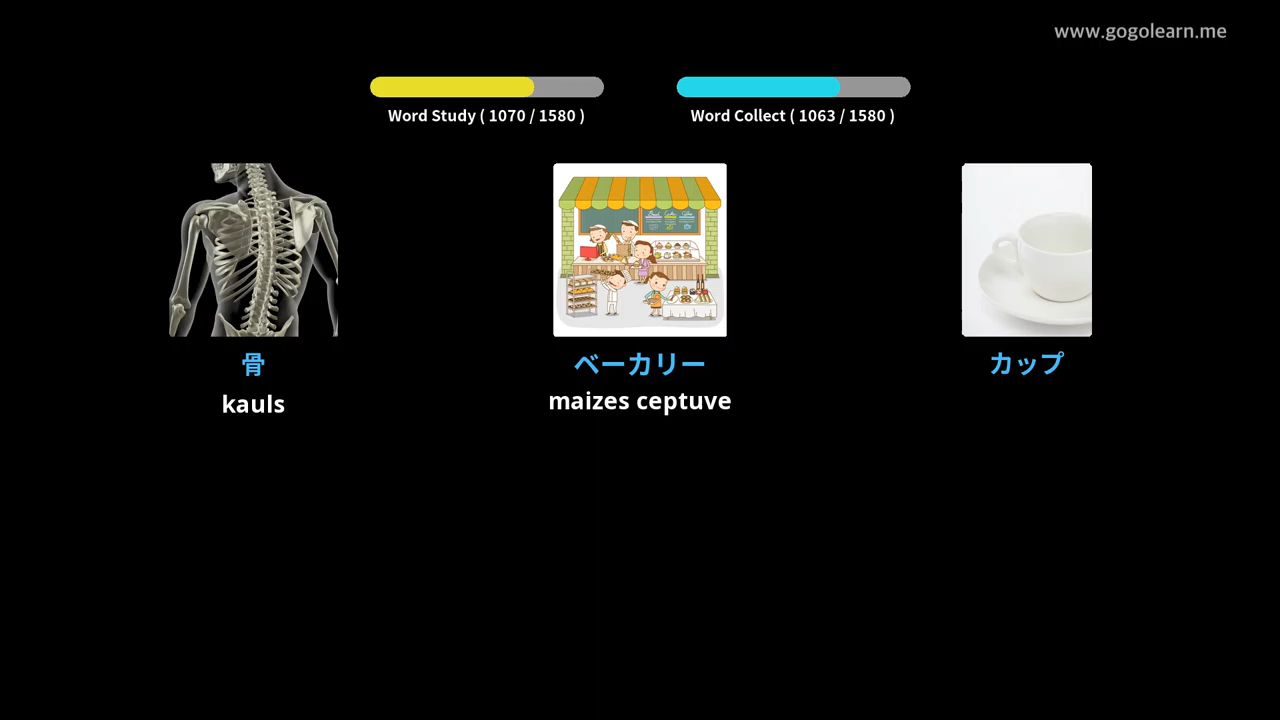 www.gogolearn.me
Word Study ( 1070 / 1580 )
Word Collect ( 1063 / 1580 )
骨
ベーカリー
カップ
kauls
maizes ceptuve